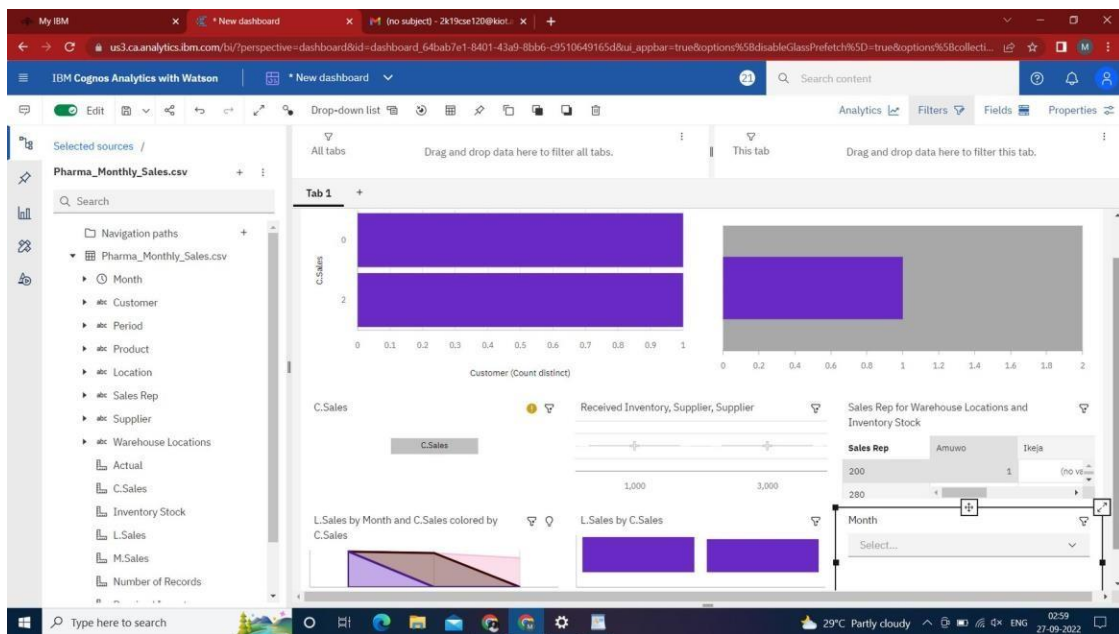 My IBM
* New dashboard
(no subject) - 2k19cse120@kiot.
us3.ca.analytics.ibm.com/bi/?perspective=dashboard&id=dashboard_64bab7e1-8401-43a9-8bb6-c9510649165d&ui_appbar=true&options%5BdisableGlassPrefetch%5D=true&options%5Bcollecti...
M
IBM Cognos Analytics with Watson
* New dashboard
21
Search content
Edit
Drop-down list
Analytics
Filters
Fields
Properties
Selected sources /
All tabs
Drag and drop data here to filter all tabs.
This tab
Drag and drop data here to filter this tab.
Pharma_Monthly_Sales.csv
Search
Tab 1
Navigation paths
Pharma_Monthly_Sales.csv
Month
abc Customer
abc Period
abc Product
abc Location
abc Sales Rep
abc Supplier
abc Warehouse Locations
Actual
C.Sales
Inventory Stock
L.Sales
M.Sales
Number of Records
C.Sales
0
2
0 0.1 0.2 0.3 0.4 0.5 0.6 0.7 0.8 0.9 1
Customer (Count distinct)
0 0.2 0.4 0.6 0.8 1 1.2 1.4 1.6 1.8 2
C.Sales
C.Sales
Received Inventory, Supplier, Supplier
1,000 3,000
Sales Rep for Warehouse Locations and
Inventory Stock
Sales Rep Amuwo Ikeja
200 1 (no va
280
L.Sales by Month and C.Sales colored by
C.Sales
L.Sales by C.Sales
Month
Select...
Type here to search
29°C Partly cloudy
ENG
02:59
27-09-2022